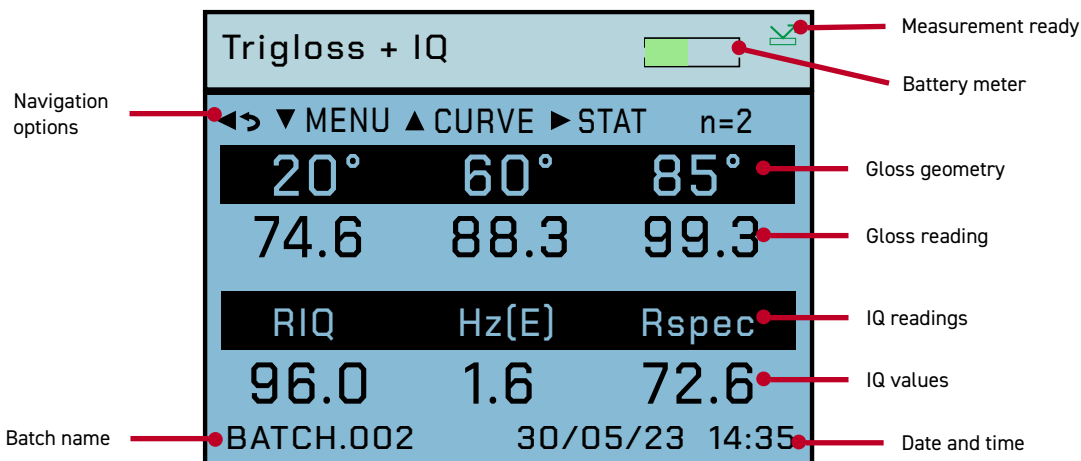 Measurement ready
Trigloss + IQ
Battery meter
Navigation
options
MENU CURVE STAT n=2
20° 60° 85°
Gloss geometry
74.6 88.3 99.3
Gloss reading
RIQ Hz(E) Rspec
IQ readings
96.0 1.6 72.6
IQ values
Batch name
BATCH.002 30/05/23 14:35
Date and time